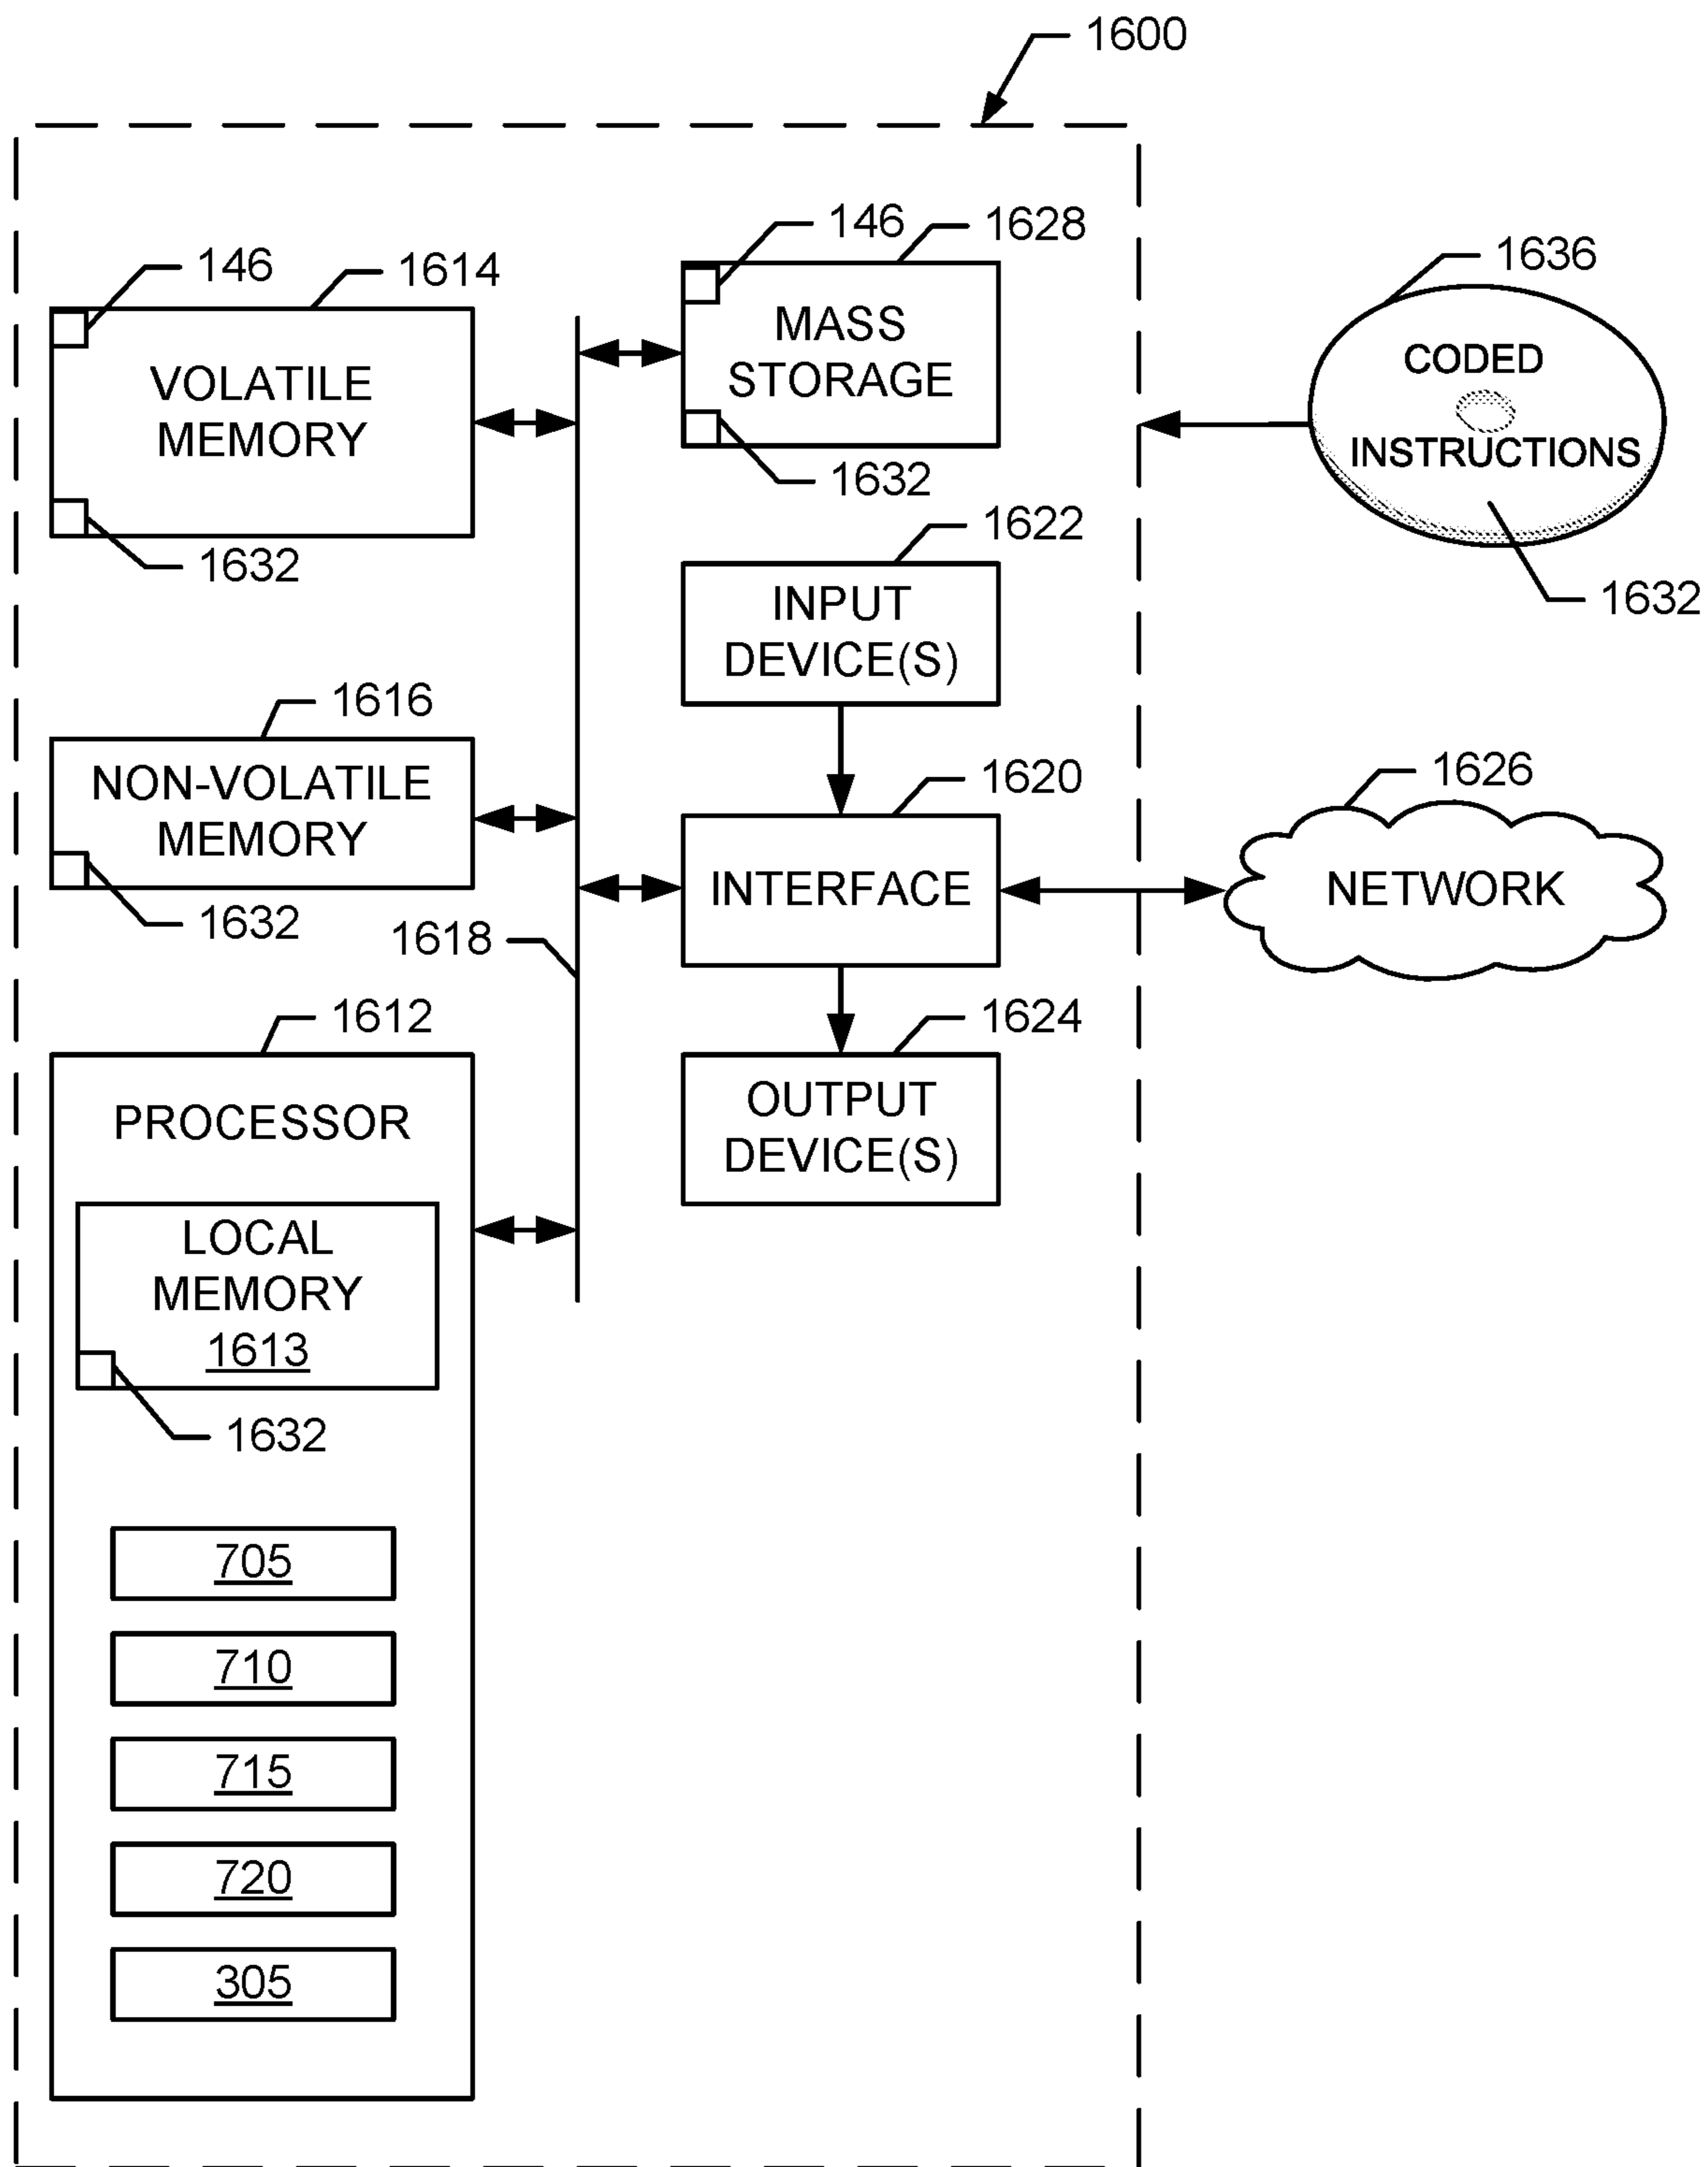 1600
146
1614
VOLATILE
MEMORY
1632
146
1628
MASS
STORAGE
1632
1636
CODED
INSTRUCTIONS
1632
1622
INPUT
DEVICE(S)
1616
NON-VOLATILE
MEMORY
1632
1618
1620
INTERFACE
1626
NETWORK
1612
PROCESSOR
LOCAL
MEMORY
1613
1632
1624
OUTPUT
DEVICE(S)
705
710
715
720
305